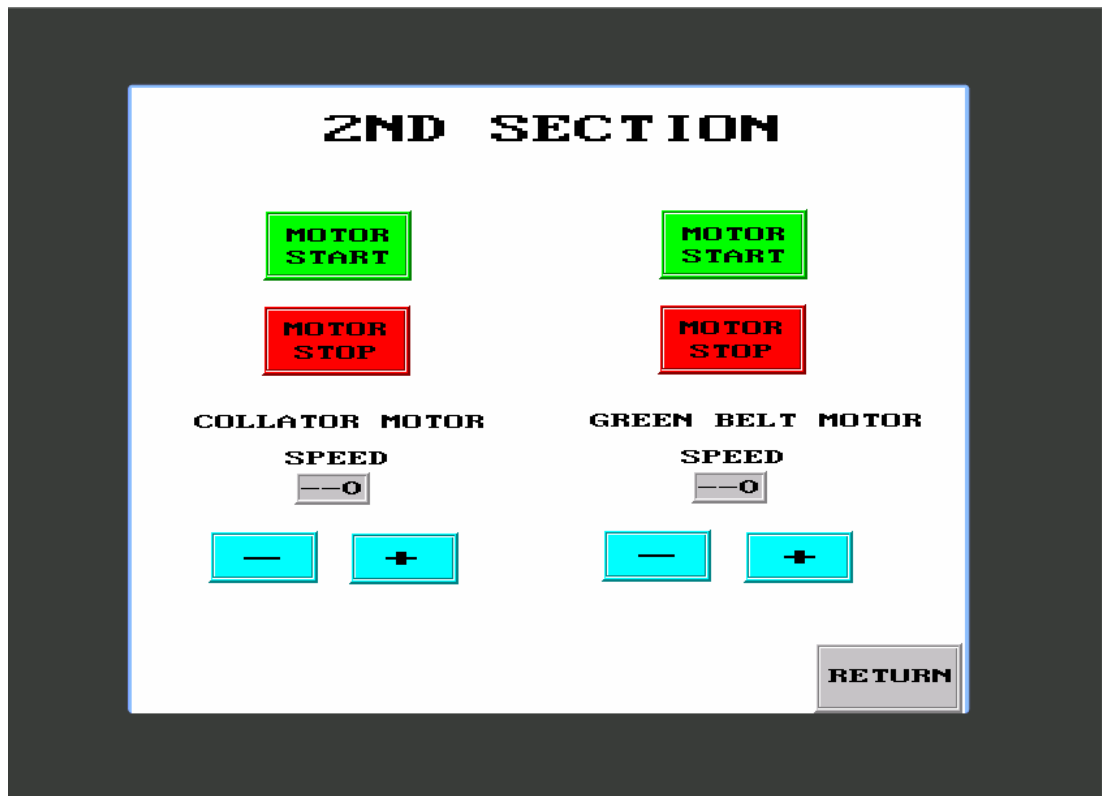 2ND SECTION
MOTOR
START
MOTOR
START
MOTOR
STOP
MOTOR
STOP
COLLATOR MOTOR
GREEN BELT MOTOR
SPEED
SPEED
--0
--0
-
+
-
+
RETURN